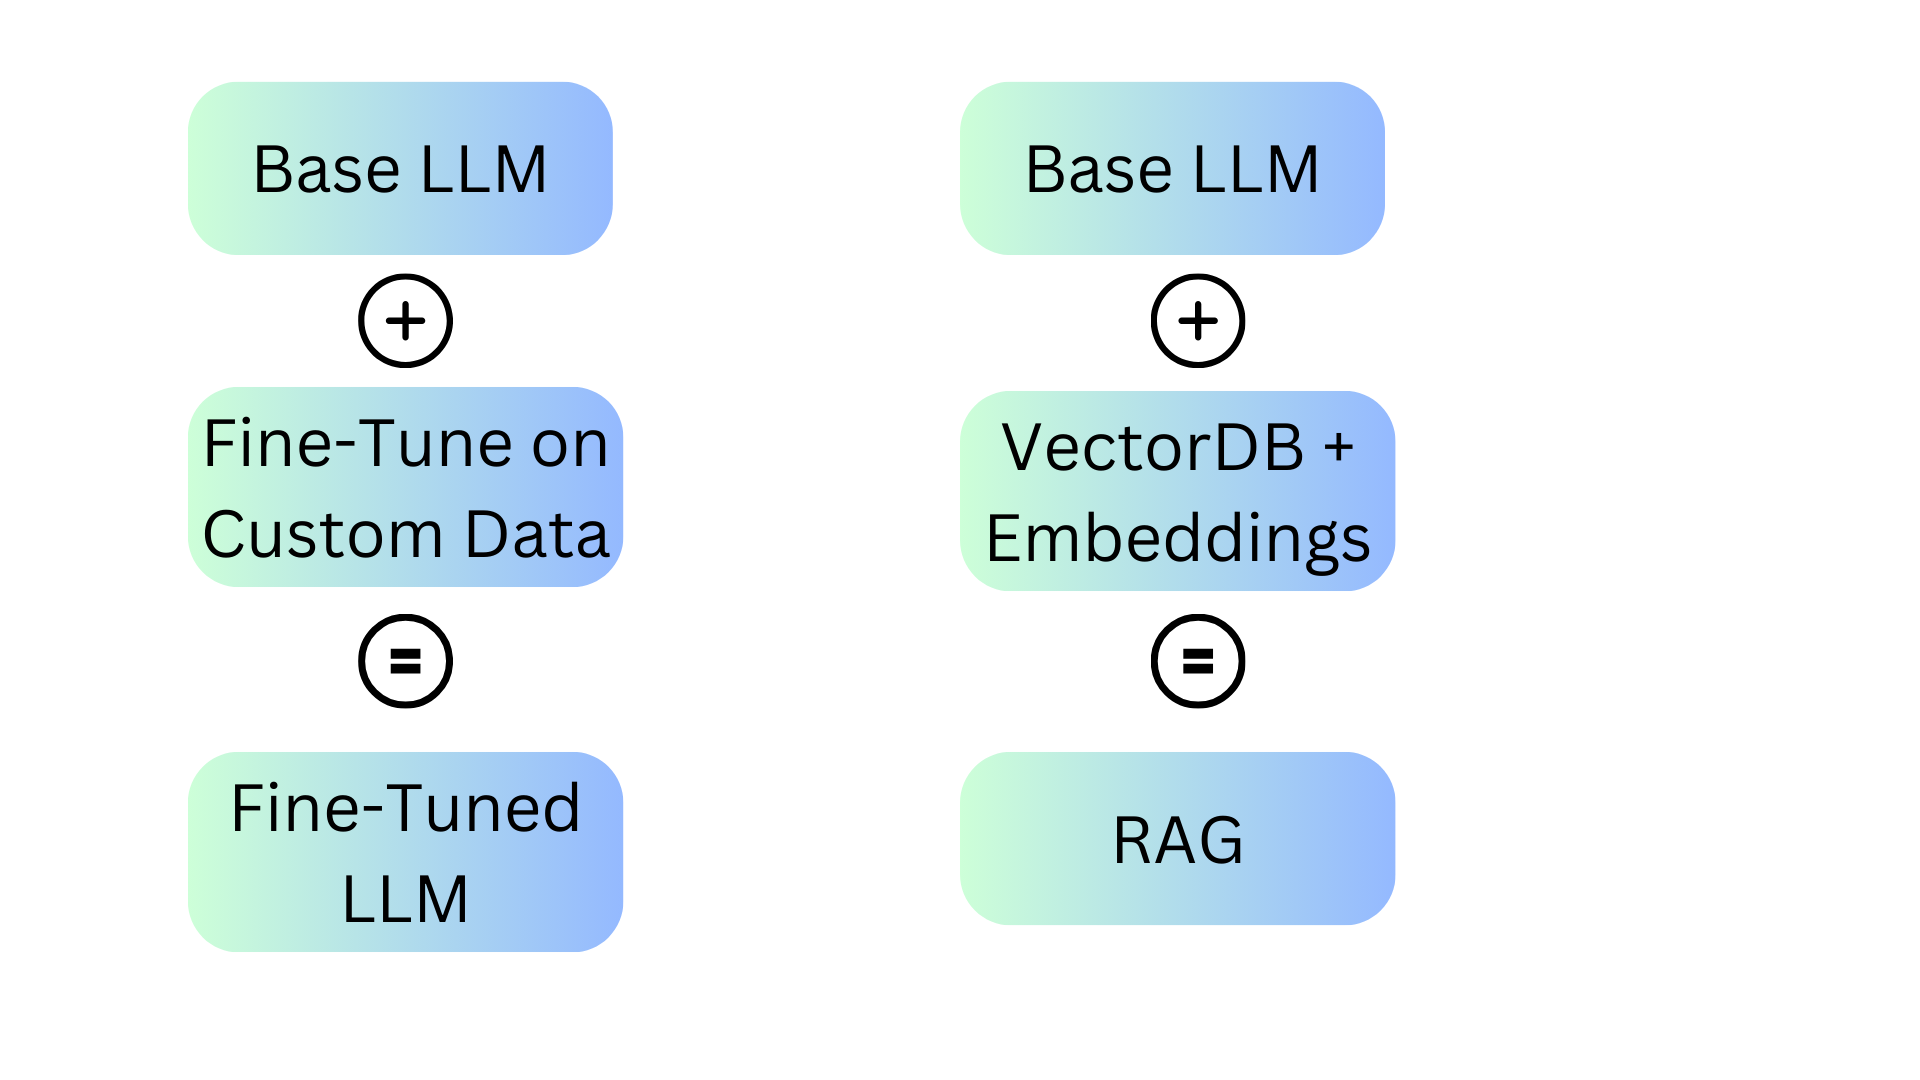 Base LLM
+
Fine-Tune on
Custom Data
=
Fine-Tuned
LLM
Base LLM
+
VectorDB +
Embeddings
=
RAG